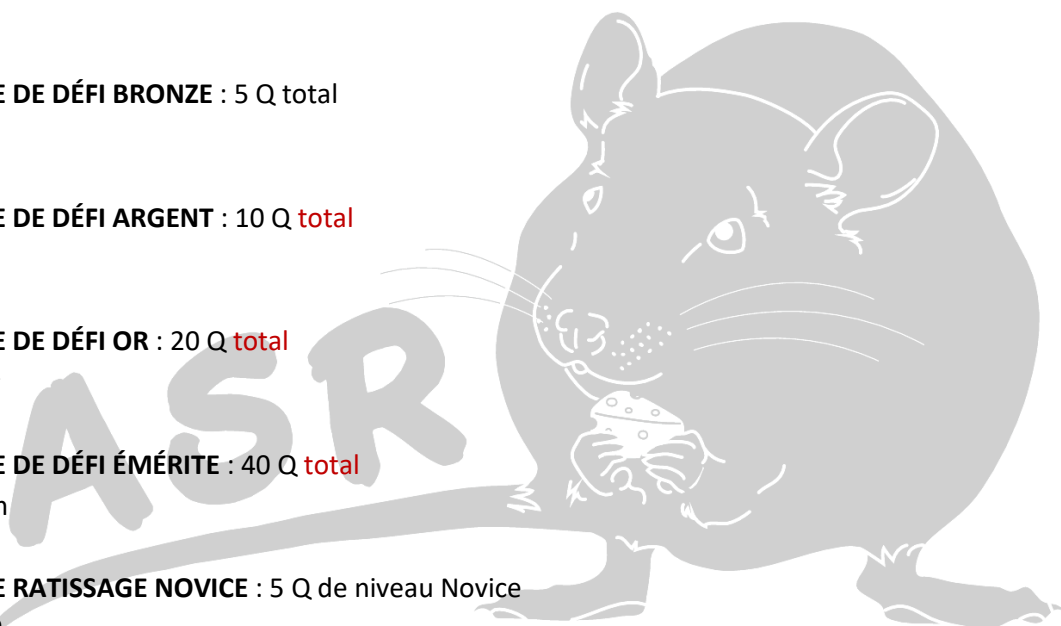 E DE DÉFI BRONZE : 5 Q total
E DE DÉFI ARGENT : 10 Q total
E DE DÉFI OR : 20 Q total
E DE DÉFI ÉMÉRITE : 40 Q total
ASR
E RATISSAGE NOVICE : 5 Q de niveau Novice